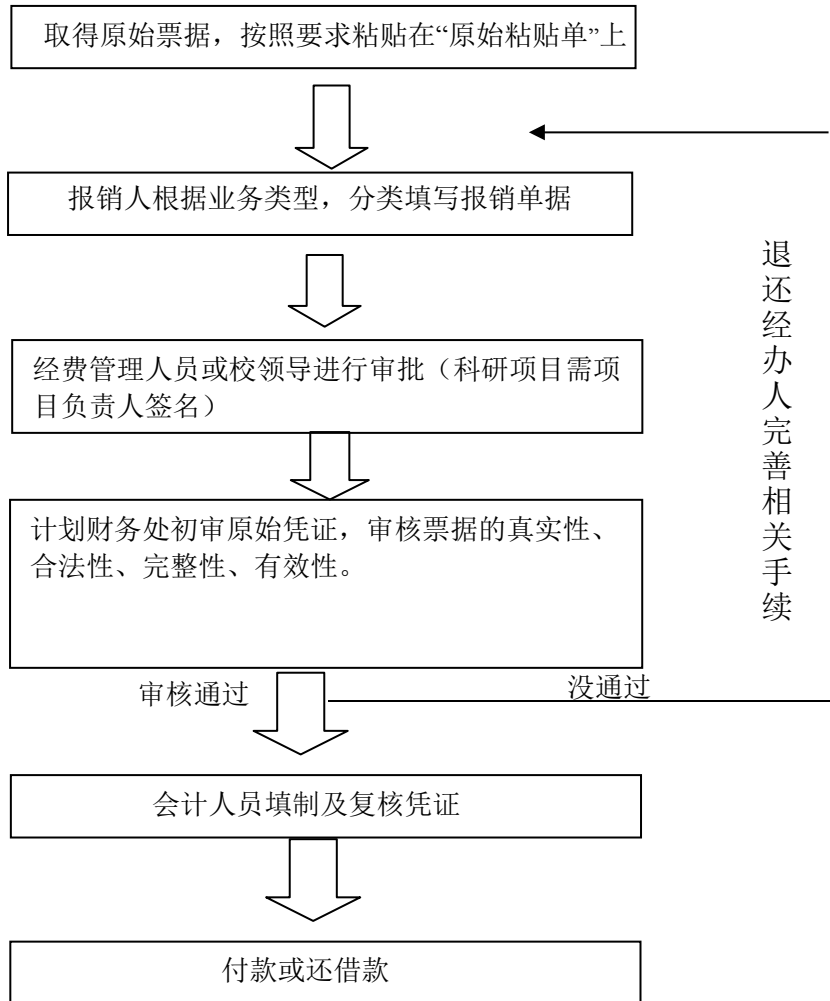 取得原始票据，按照要求粘贴在“原始粘贴单”上
报销人根据业务类型，分类填写报销单据
经费管理人员或校领导进行审批（科研项目需项
目负责人签名）
计划财务处初审原始凭证，审核票据的真实性、
合法性、完整性、有效性。
审核通过
没通过
退还经办人完善相关手续
会计人员填制及复核凭证
付款或还借款